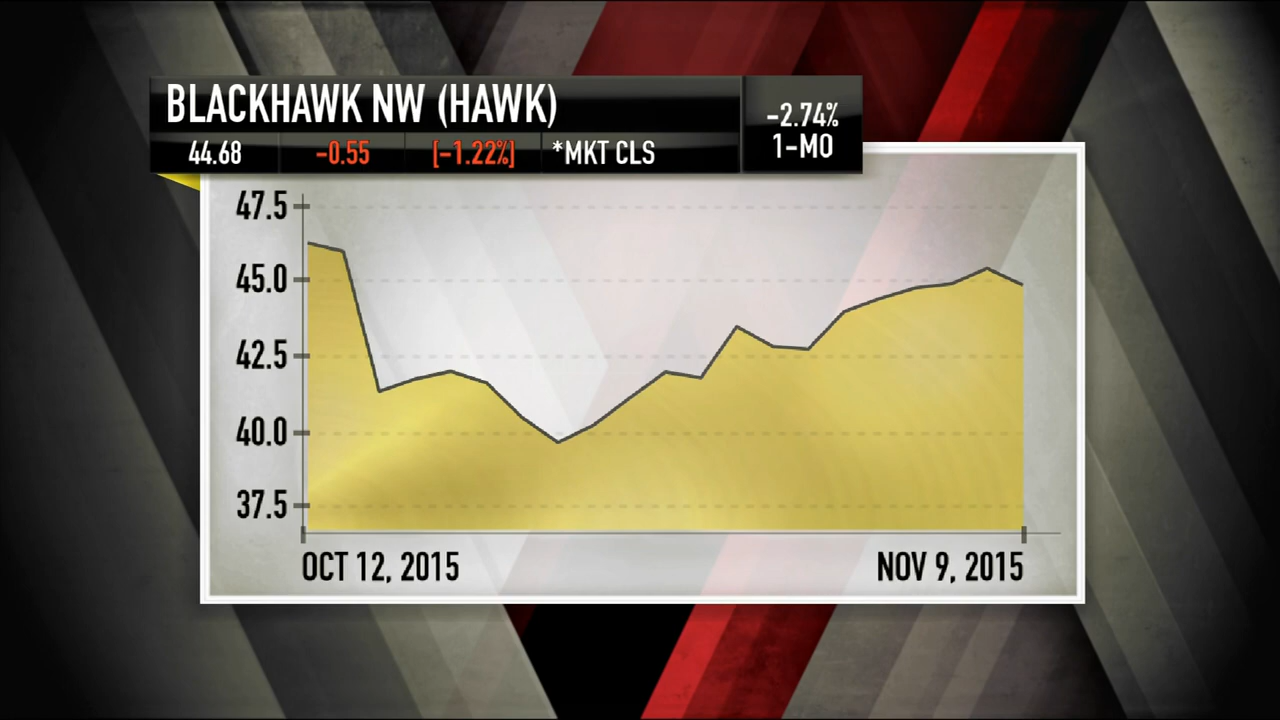 BLACKHAWK NW (HAWK)
44.68 -0.55 [-1.22%] *MKT CLS
-2.74%
1-MO
47.5
45.0
42.5
40.0
37.5
OCT 12, 2015 NOV 9, 2015